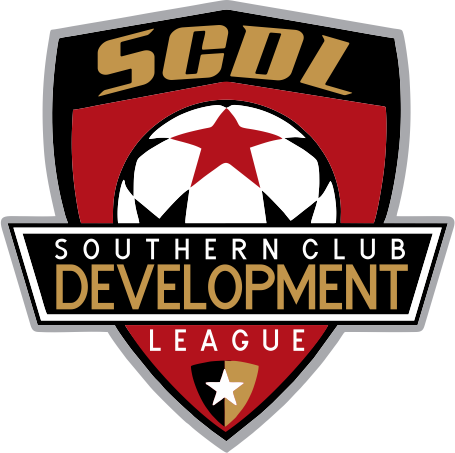 SCDL
SOUTHERN CLUB
DEVELOPMENT
LEAGUE